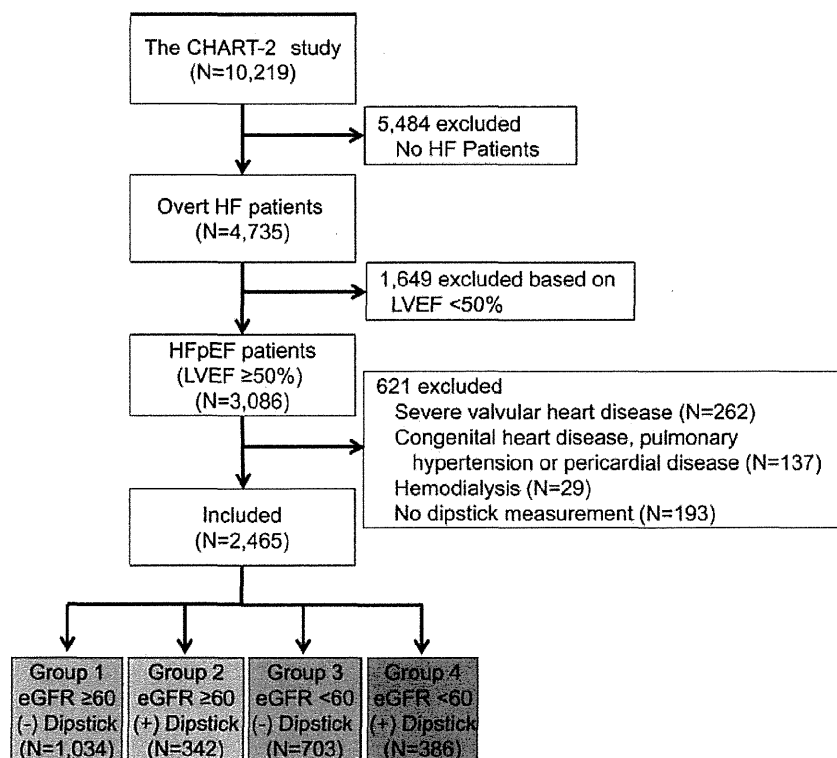 The CHART-2 study
(N=10,219)
5,484 excluded
No HF Patients
Overt HF patients
(N=4,735)
1,649 excluded based on
LVEF <50%
HFpEF patients
(LVEF ≥50%)
(N=3,086)
621 excluded
Severe valvular heart disease (N=262)
Congenital heart disease, pulmonary
hypertension or pericardial disease (N=137)
Hemodialysis (N=29)
No dipstick measurement (N=193)
Included
(N=2,465)
Group 1
eGFR ≥60
(-) Dipstick
(N=1,034)
Group 2
eGFR ≥60
(+) Dipstick
(N=342)
Group 3
eGFR <60
(-) Dipstick
(N=703)
Group 4
eGFR <60
(+) Dipstick
(N=386)